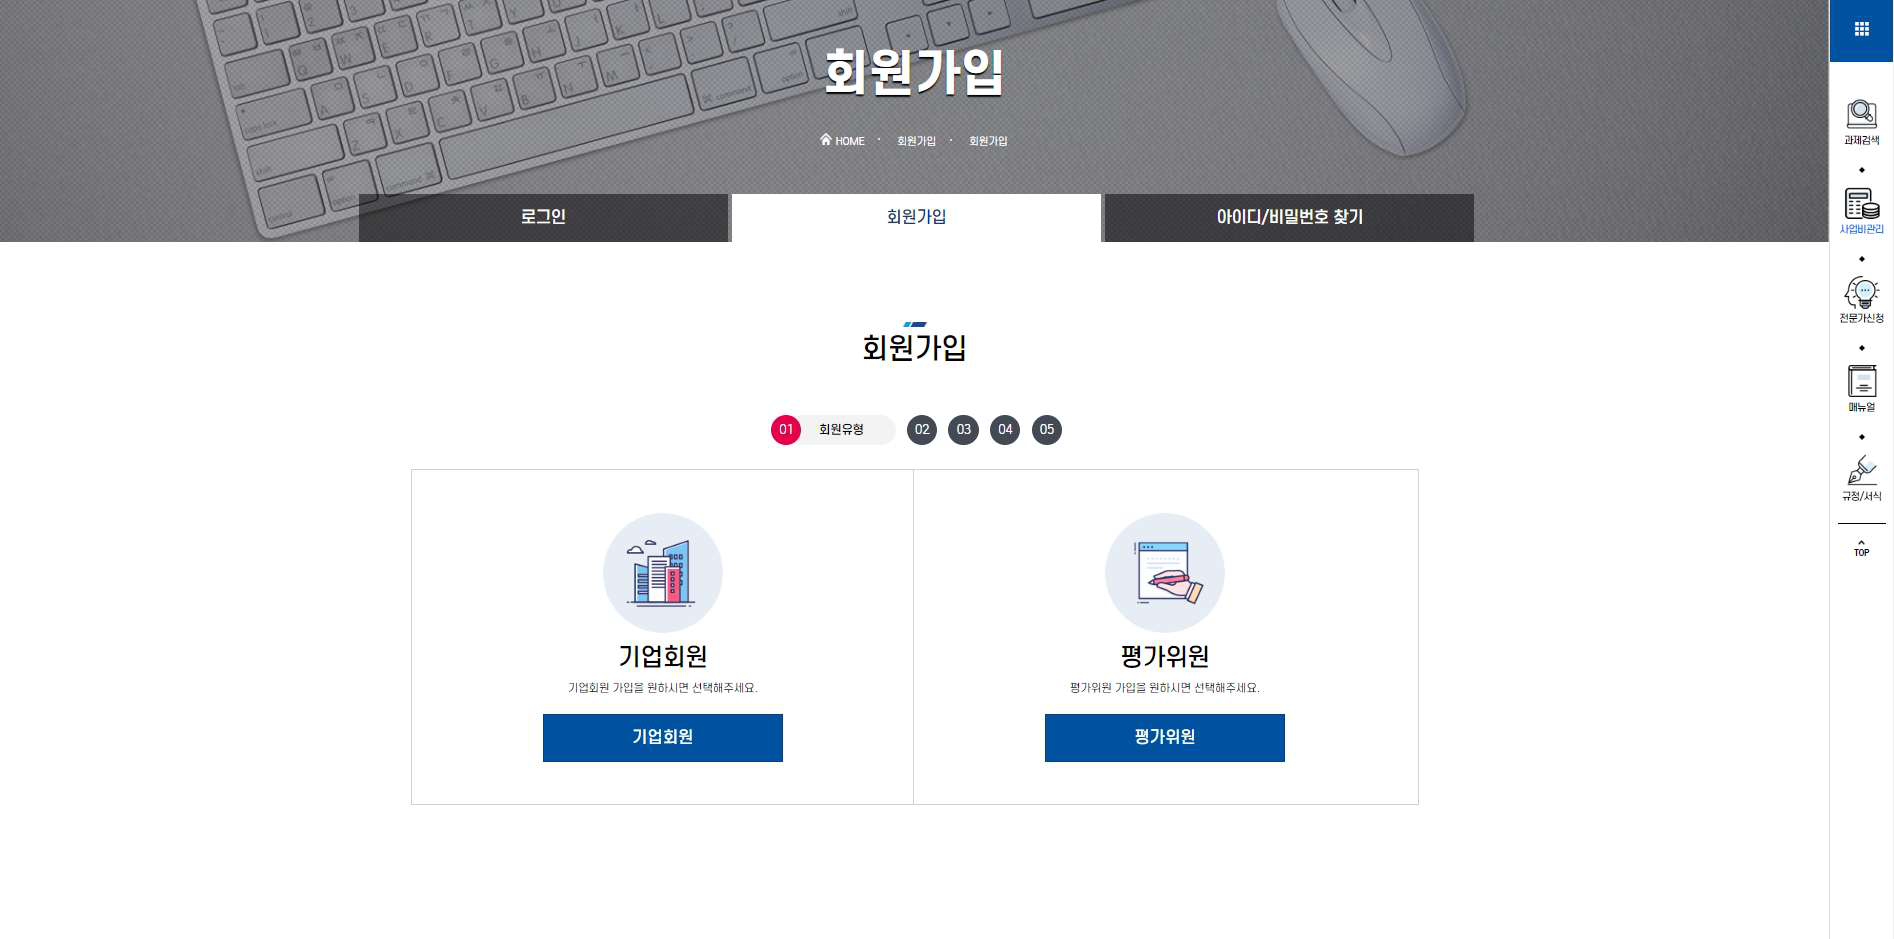 회원가입
HOME · 회원가입 · 회원가입
로그인
회원가입
아이디/비밀번호 찾기
회원가입
01 회원유형 02 03 04 05
기업회원
기업회원 가입을 원하시면 선택해주세요.
기업회원
평가위원
평가위원 가입을 원하시면 선택해주세요.
평가위원
과제검색
사업비관리
전문가신청
매뉴얼
규정/서식
TOP